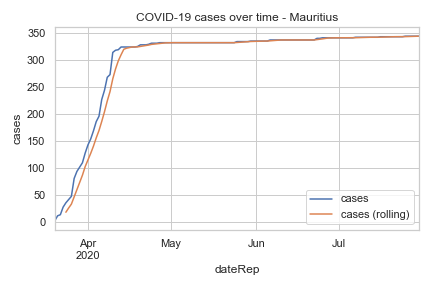 COVID-19 cases over time - Mauritius
cases
350
300
250
200
150
100
50
0
Apr
2020
May
Jun
Jul
dateRep
cases
cases (rolling)